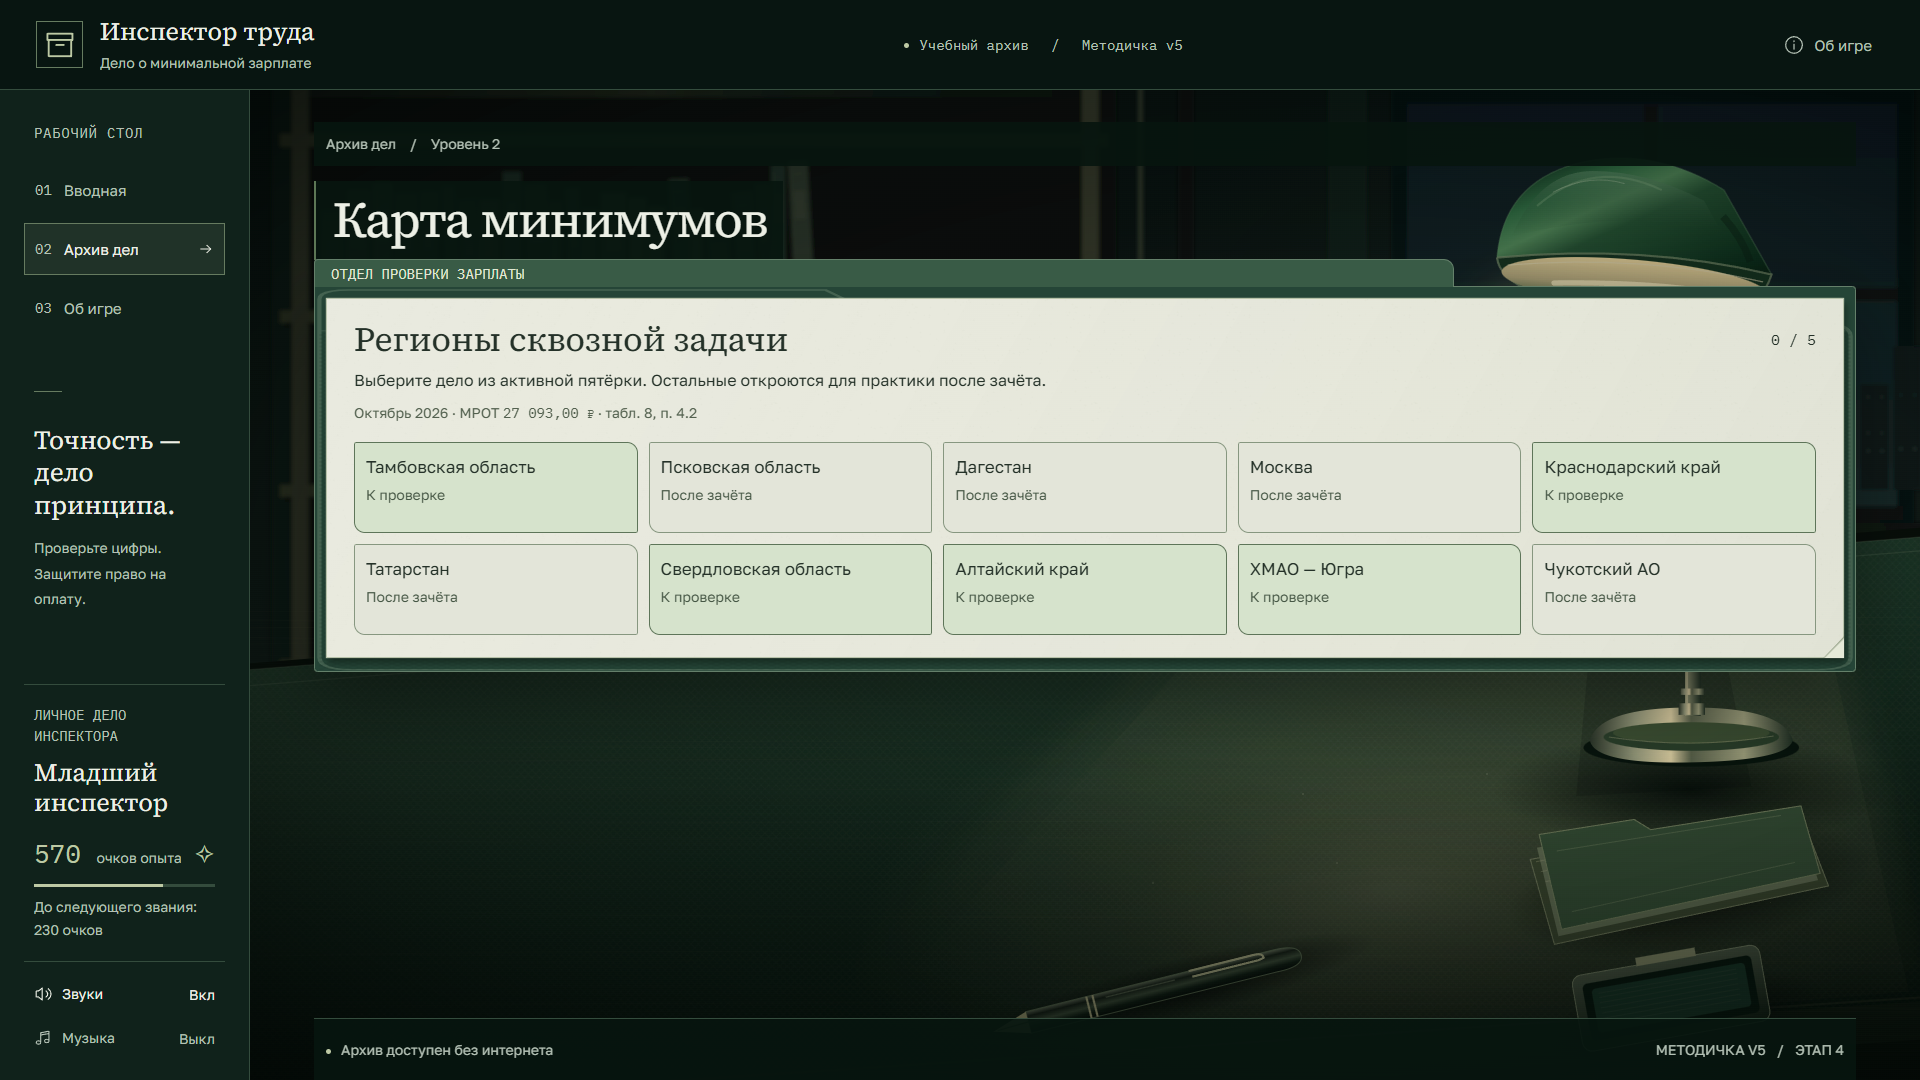 Инспектор труда
Дело о минимальной зарплате
• Учебный архив / Методичка v5
Об игре
РАБОЧИЙ СТОЛ
01 Вводная
02 Архив дел →
03 Об игре
Точность —
дело
принципа.
Проверьте цифры.
Защитите право на
оплату.
ЛИЧНОЕ ДЕЛО
ИНСПЕКТОРА
Младший
инспектор
570 очков опыта
До следующего звания:
230 очков
Звуки Вкл
Музыка Выкл
Архив дел / Уровень 2
Карта минимумов
ОТДЕЛ ПРОВЕРКИ ЗАРПЛАТЫ
Регионы сквозной задачи
0 / 5
Выберите дело из активной пятёрки. Остальные откроются для практики после зачёта.
Октябрь 2026 · МРОТ 27 093,00 ₽ · табл. 8, п. 4.2
Тамбовская область
К проверке
Псковская область
После зачёта
Дагестан
После зачёта
Москва
После зачёта
Краснодарский край
К проверке
Татарстан
После зачёта
Свердловская область
К проверке
Алтайский край
К проверке
ХМАО — Югра
К проверке
Чукотский АО
После зачёта
• Архив доступен без интернета
МЕТОДИЧКА V5 / ЭТАП 4